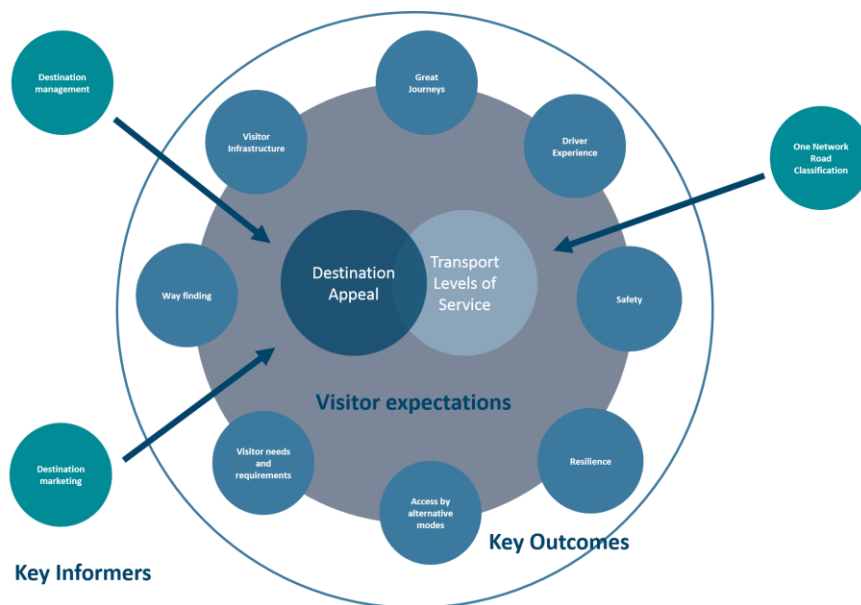 Great
Journeys
Destination
management
Visitor
Infrastructure
Driver
Experience
One Network
Road
Classification
Destination
Appeal
Transport
Levels of
Service
Way finding
Safety
Visitor expectations
Visitor needs and
requirements
Resilience
Destination
marketing
Access by
alternative
modes
Key Outcomes
Key Informers